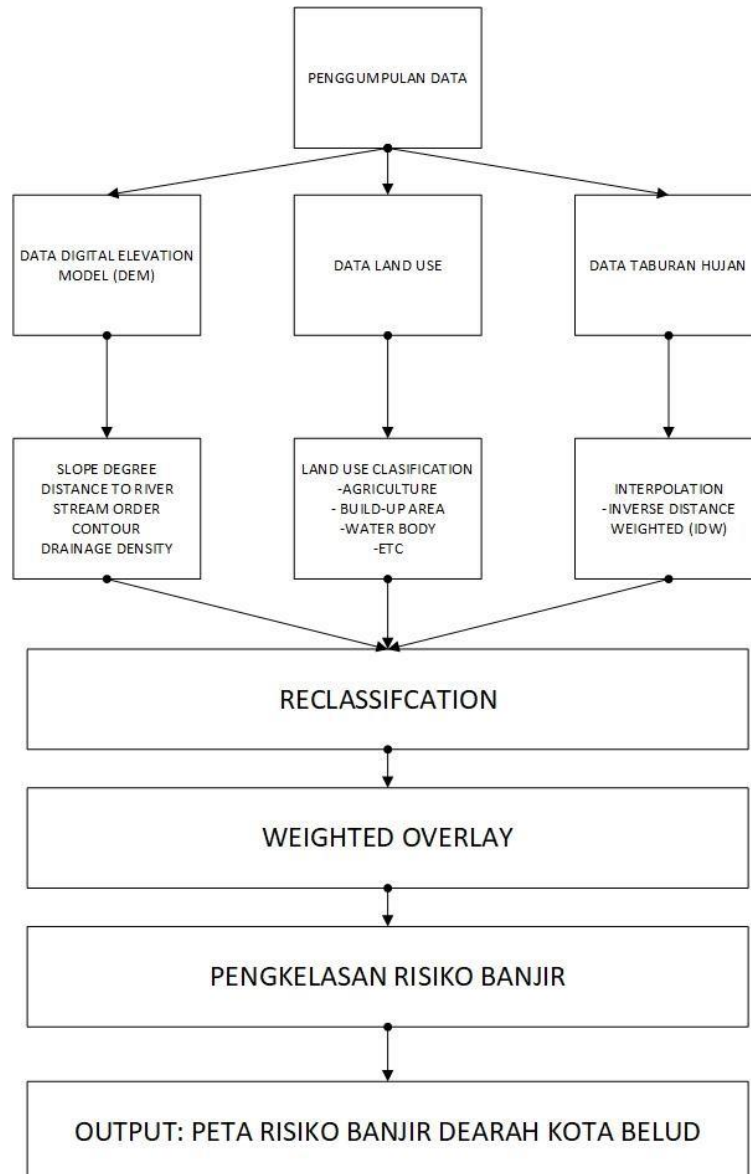 PENGGUMPULAN DATA
DATA DIGITAL ELEVATION
MODEL (DEM)
DATA LAND USE
DATA TABURAN HUJAN
SLOPE DEGREE
DISTANCE TO RIVER
STREAM ORDER
CONTOUR
DRAINAGE DENSITY
LAND USE CLASIFICATION
-AGRICULTURE
- BUILD-UP AREA
-WATER BODY
-ETC
INTERPOLATION
- INVERSE DISTANCE
WEIGHTED (IDW)
RECLASSIFCATION
WEIGHTED OVERLAY
PENGKELASAN RISIKO BANJIR
OUTPUT: PETA RISIKO BANJIR DEARAH KOTA BELUD